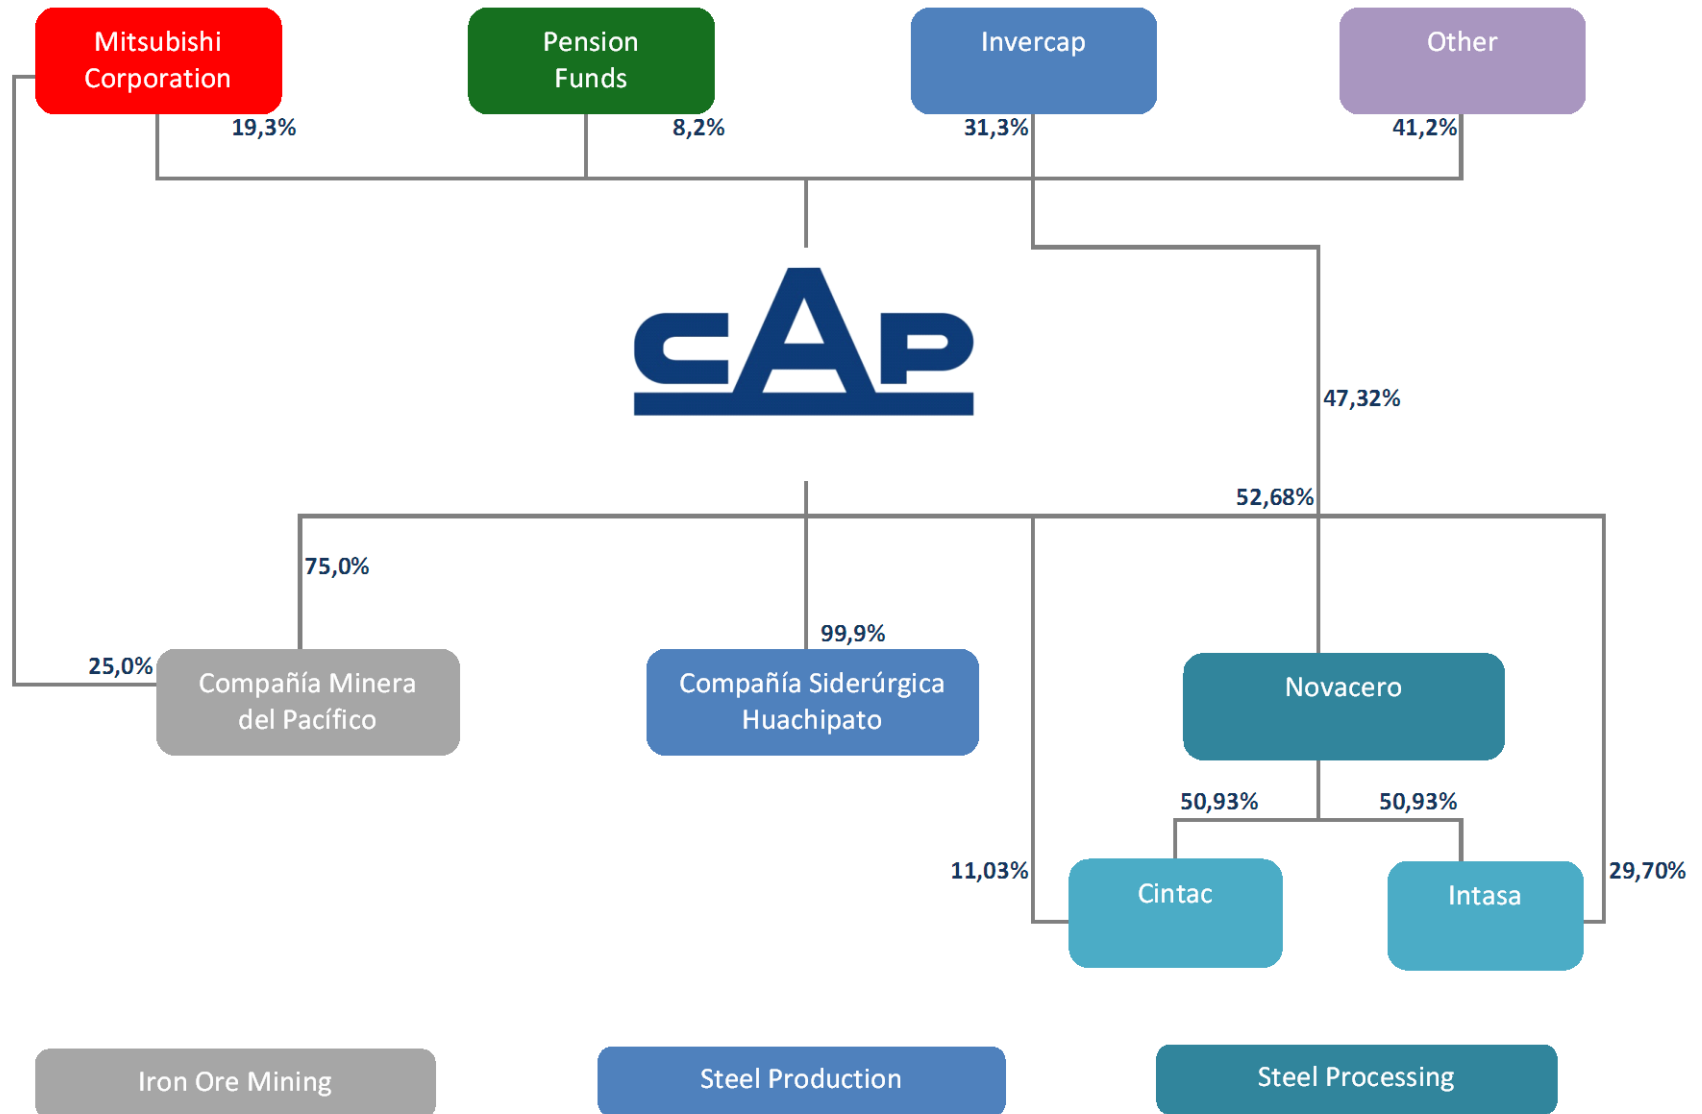 Mitsubishi
Corporation
Pension
Funds
Invercap
Other
19,3%
8,2%
31,3%
41,2%
CAP
47,32%
52,68%
75,0%
99,9%
25,0%
Compañía Minera
del Pacífico
Compañía Siderúrgica
Huachipato
Novacero
50,93%
50,93%
11,03%
29,70%
Cintac
Intasa
Iron Ore Mining
Steel Production
Steel Processing